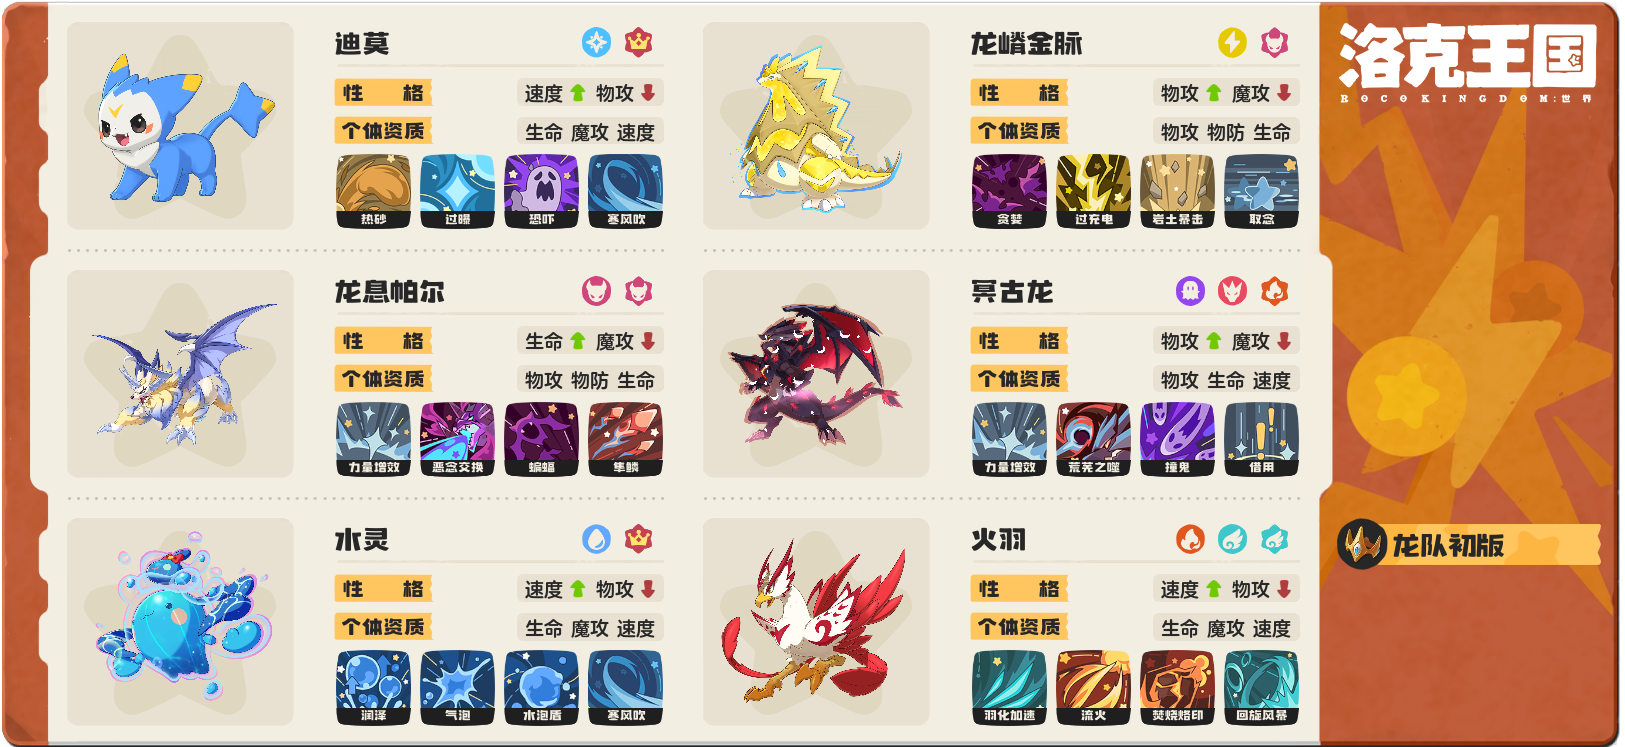 迪莫
性 格
速度 物攻
个体资质
生命 魔攻 速度
热砂
过曝
恐吓
寒风吹
龙嵴金脉
性 格
物攻 魔攻
个体资质
物攻 物防 生命
贪婪
过充电
岩土暴击
取念
龙息帕尔
性 格
生命 魔攻
个体资质
物攻 物防 生命
力量增效
恶念交换
蝙蝠
隼鳞
冥古龙
性 格
物攻 魔攻
个体资质
物攻 生命 速度
力量增效
荒芜之噬
撞鬼
借用
水灵
性 格
速度 物攻
个体资质
生命 魔攻 速度
润泽
气泡
水泡盾
寒风吹
火羽
性 格
速度 物攻
个体资质
生命 魔攻 速度
羽化加速
流火
焚烧烙印
回旋风暴
洛克王国
ROCOKINGDOM:世界
龙队初版